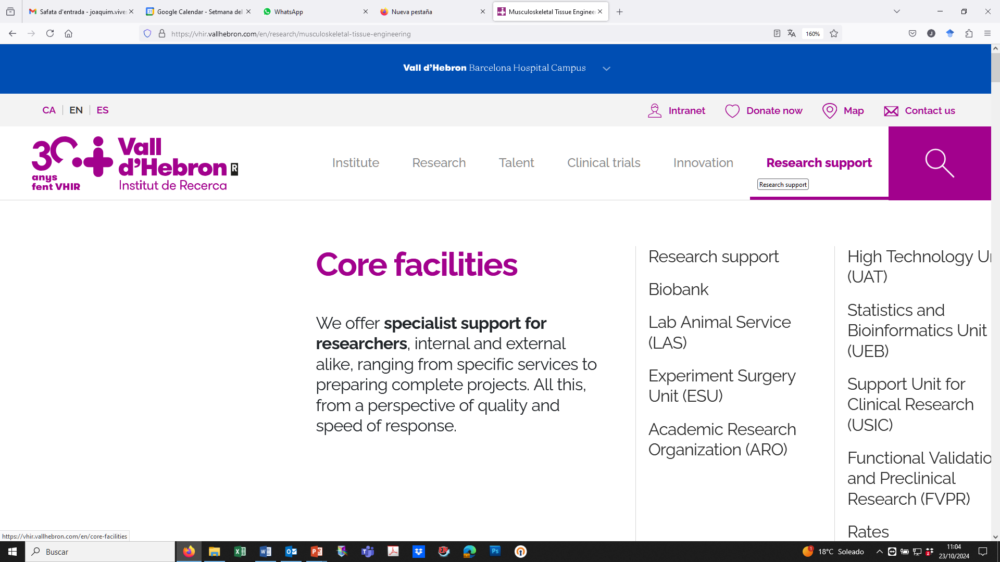 Safata d'entrada - joaquim.vives
Google Calendar - Setmana del
WhatsApp
Nueva pestaña
Musculoskeletal Tissue Enginee
https://vhir.vallhebron.com/en/research/musculoskeletal-tissue-engineering
160%
J
Vall d'Hebron Barcelona Hospital Campus
CA EN ES
Intranet
Donate now
Map
Contact us
30
anys
fent VHIR
Vall
d'Hebron R
Institut de Recerca
Institute
Research
Talent
Clinical trials
Innovation
Research support
Research support
Core facilities
We offer specialist support for
researchers, internal and external
alike, ranging from specific services to
preparing complete projects. All this,
from a perspective of quality and
speed of response.
Research support
Biobank
Lab Animal Service
(LAS)
Experiment Surgery
Unit (ESU)
Academic Research
Organization (ARO)
High Technology Un
(UAT)
Statistics and
Bioinformatics Unit
(UEB)
Support Unit for
Clinical Research
(USIC)
Functional Validatio
and Preclinical
Research (FVPR)
Rates
https://vhir.vallhebron.com/en/core-facilities
Buscar
18°C Soleado
11:04
23/10/2024